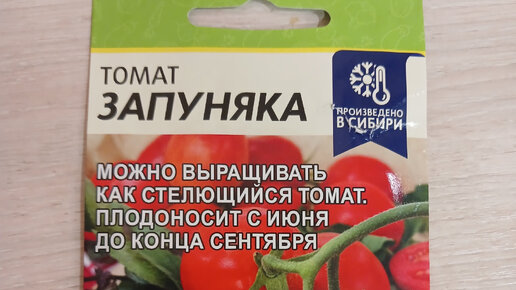 ТОМАТ
ЗАПУНЯКА
ПРОИЗВЕДЕНО
В СИБИРИ
МОЖНО ВЫРАЩИВАТЬ
КАК СТЕЛЮЩИЙСЯ ТОМАТ.
ПЛОДОНОСИТ С ИЮНЯ
ДО КОНЦА СЕНТЯБРЯ